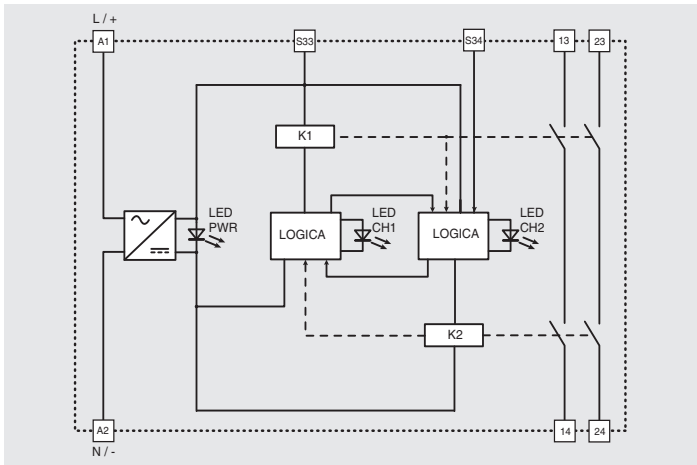 L / +
A1
S33
S34
13
23
K1
LED
PWR
LOGICA
LED
CH1
LOGICA
LED
CH2
K2
A2
14
24
N / -